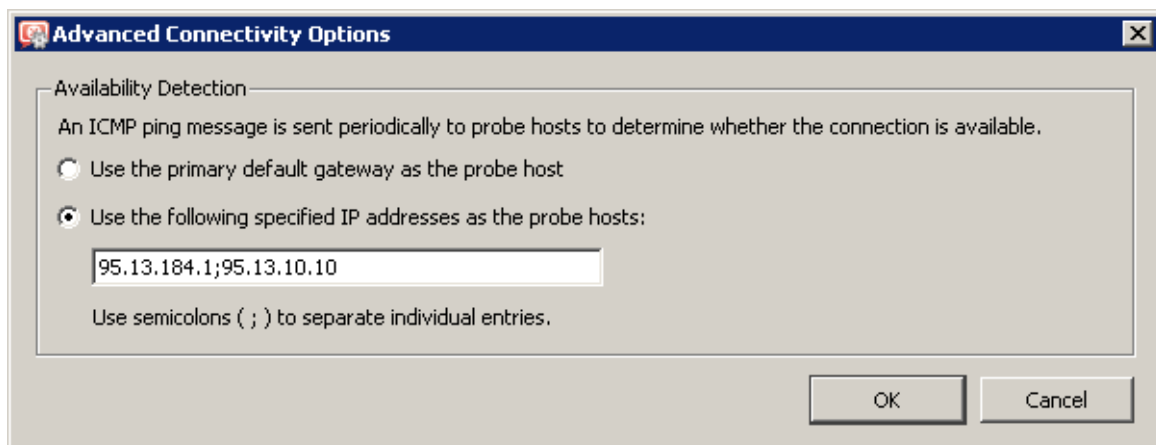 Advanced Connectivity Options
Availability Detection
An ICMP ping message is sent periodically to probe hosts to determine whether the connection is available.
Use the primary default gateway as the probe host
Use the following specified IP addresses as the probe hosts:
95.13.184.1;95.13.10.10
Use semicolons ( ; ) to separate individual entries.
OK Cancel